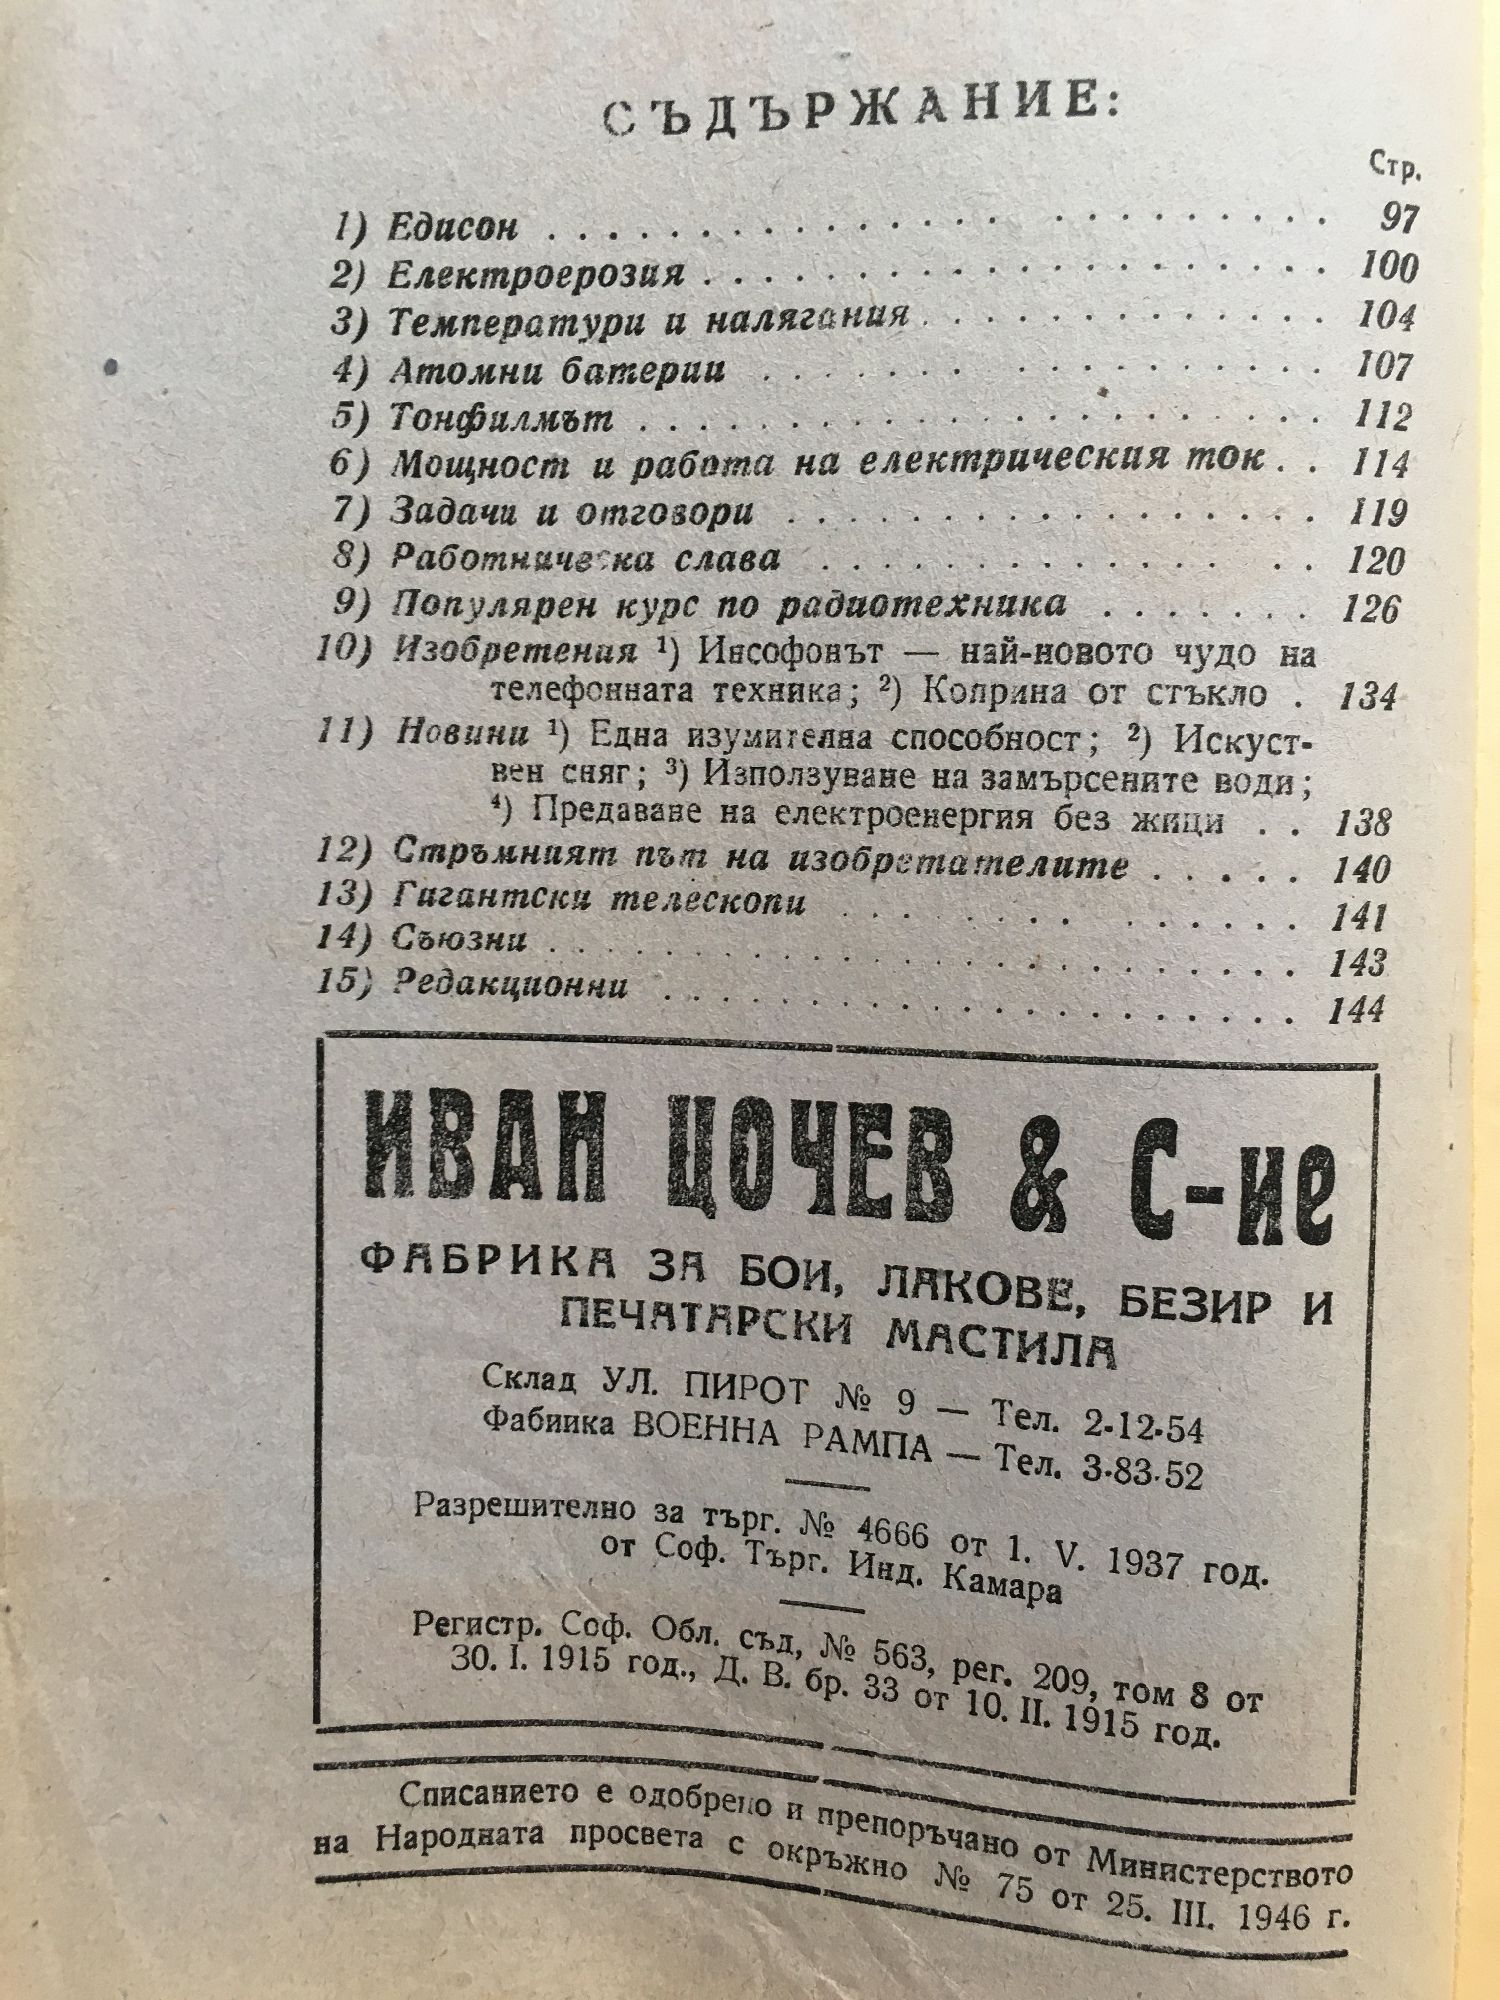 СЪДЪРЖАНИЕ:
Стр.
1) Едисон . . . . . . . . . . . . . . . . . . . . . . . . 97
2) Електроерозия . . . . . . . . . . . . . . . . . . . 100
3) Температури и налягания . . . . . . . . . . . . . 104
4) Атомни батерии . . . . . . . . . . . . . . . . . . 107
5) Тонфилмът . . . . . . . . . . . . . . . . . . . . . 112
6) Мощност и работа на електрическия ток . . 114
7) Задачи и отговори . . . . . . . . . . . . . . . . . 119
8) Работническа слава . . . . . . . . . . . . . . . . 120
9) Популярен курс по радиотехника . . . . . . . 126
10) Изобретения ¹) Инсофонът — най-новото чудо на
телефонната техника; ²) Коприна от стъкло . 134
11) Новини ¹) Една изумителна способност; ²) Искуст-
вен сняг; ³) Използуване на замърсените води;
⁴) Предаване на електроенергия без жици . . 138
12) Стръмният път на изобретателите . . . . . 140
13) Гигантски телескопи . . . . . . . . . . . . . . . 141
14) Съюзни . . . . . . . . . . . . . . . . . . . . . . . . 143
15) Редакционни . . . . . . . . . . . . . . . . . . . . 144
ИВАН ЦОЧЕВ & С-ие
ФАБРИКА ЗА БОИ, ЛАКОВЕ, БЕЗИР И
ПЕЧАТАРСКИ МАСТИЛА
Склад УЛ. ПИРОТ № 9 — Тел. 2-12-54
Фабиика ВОЕННА РАМПА — Тел. 3-83-52
Разрешително за търг. № 4666 от 1. V. 1937 год.
от Соф. Търг. Инд. Камара
Регистр. Соф. Обл. съд, № 563, рег. 209, том 8 от
30. I. 1915 год., Д. В. бр. 33 от 10. II. 1915 год.
Списанието е одобрено и препоръчано от Министерството
на Народната просвета с окръжно № 75 от 25. III. 1946 г.